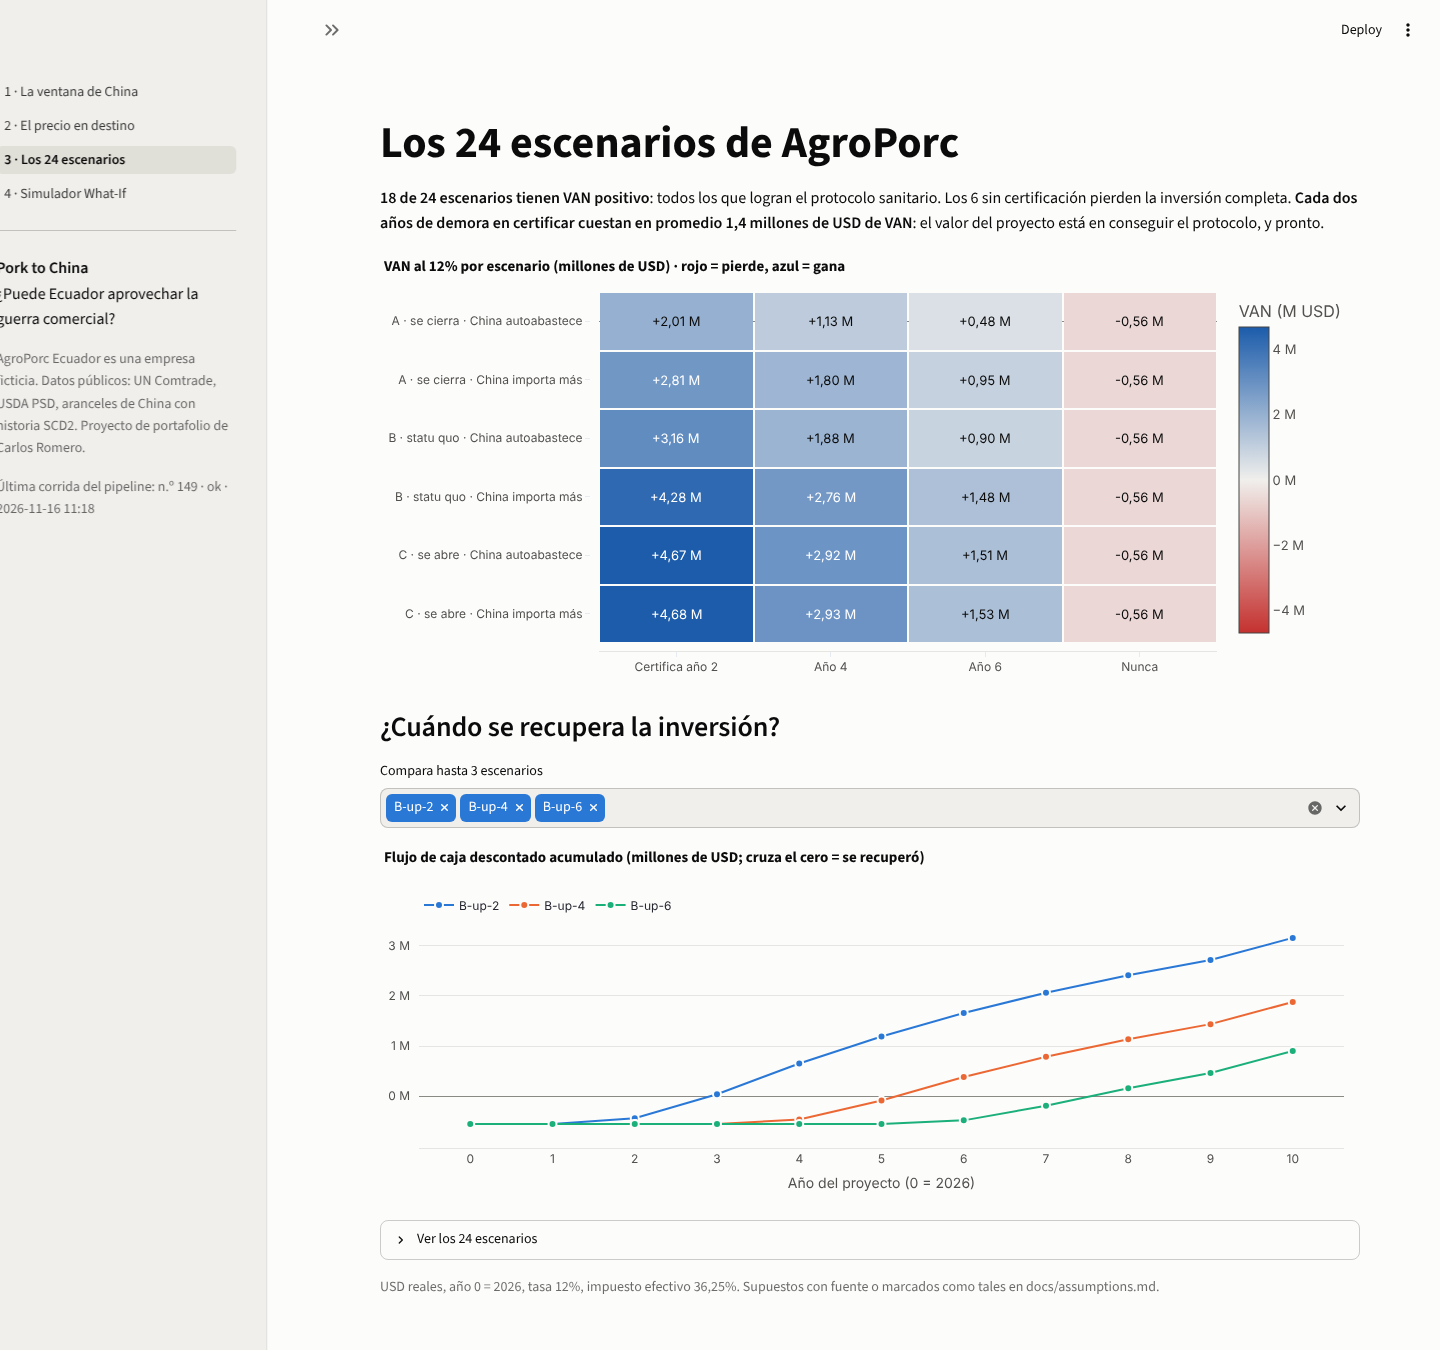 Deploy
1 · La ventana de China
2 · El precio en destino
3 · Los 24 escenarios
4 · Simulador What-If
Pork to China
¿Puede Ecuador aprovechar la
guerra comercial?
AgroPorc Ecuador es una empresa
ficticia. Datos públicos: UN Comtrade,
USDA PSD, aranceles de China con
historia SCD2. Proyecto de portafolio de
Carlos Romero.
Última corrida del pipeline: n.º 149 · ok ·
2026-11-16 11:18
Los 24 escenarios de AgroPorc
18 de 24 escenarios tienen VAN positivo: todos los que logran el protocolo sanitario. Los 6 sin certificación pierden la inversión completa. Cada dos
años de demora en certificar cuestan en promedio 1,4 millones de USD de VAN: el valor del proyecto está en conseguir el protocolo, y pronto.
VAN al 12% por escenario (millones de USD) · rojo = pierde, azul = gana
A · se cierra · China autoabastece +2,01 M +1,13 M +0,48 M -0,56 M
A · se cierra · China importa más +2,81 M +1,80 M +0,95 M -0,56 M
B · statu quo · China autoabastece +3,16 M +1,88 M +0,90 M -0,56 M
B · statu quo · China importa más +4,28 M +2,76 M +1,48 M -0,56 M
C · se abre · China autoabastece +4,67 M +2,92 M +1,51 M -0,56 M
C · se abre · China importa más +4,68 M +2,93 M +1,53 M -0,56 M
Certifica año 2 Año 4 Año 6 Nunca
VAN (M USD)
4 M
2 M
0 M
−2 M
−4 M
¿Cuándo se recupera la inversión?
Compara hasta 3 escenarios
B-up-2 B-up-4 B-up-6
Flujo de caja descontado acumulado (millones de USD; cruza el cero = se recuperó)
B-up-2 B-up-4 B-up-6
3 M
2 M
1 M
0 M
0 1 2 3 4 5 6 7 8 9 10
Año del proyecto (0 = 2026)
Ver los 24 escenarios
USD reales, año 0 = 2026, tasa 12%, impuesto efectivo 36,25%. Supuestos con fuente o marcados como tales en docs/assumptions.md.